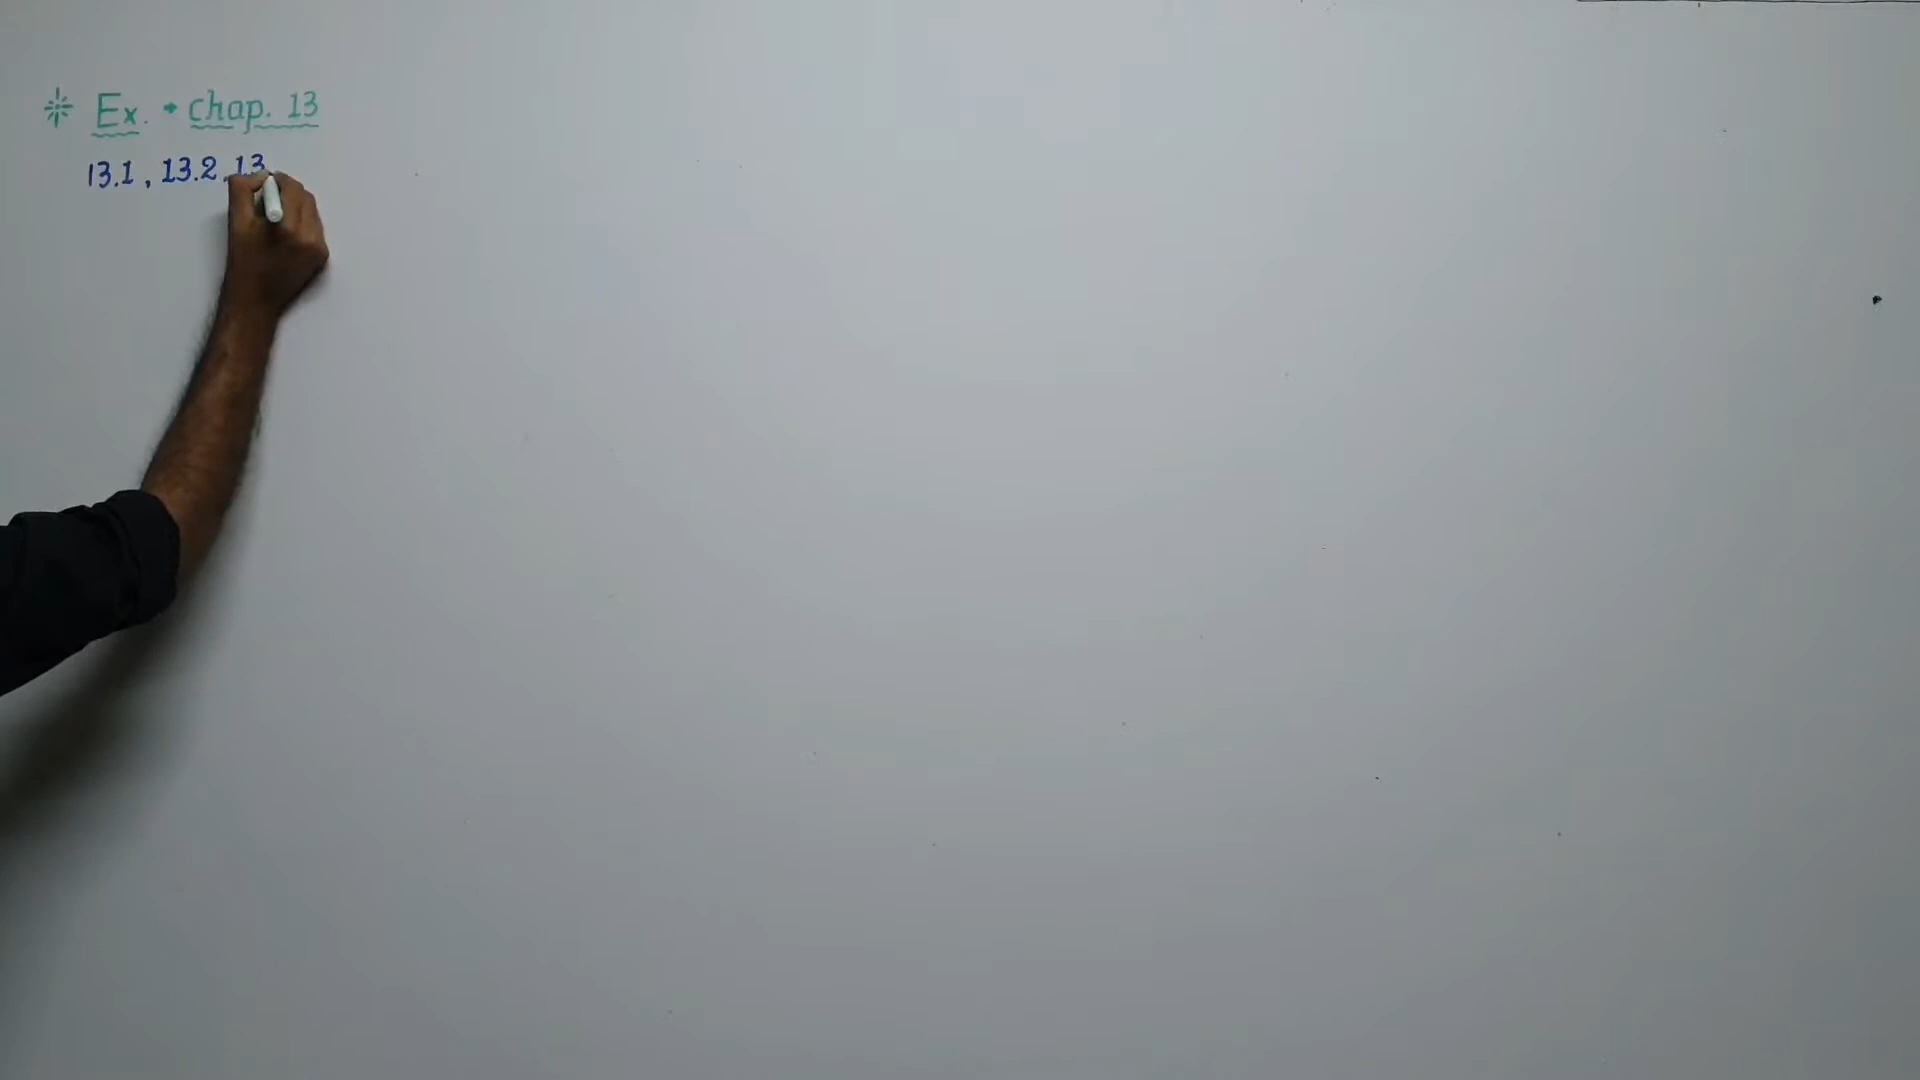 Ex. → chap. 13
13.1, 13.2, 13